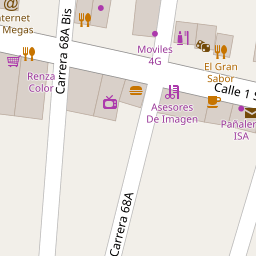 Internet
Megas
Carrera 68A Bis
Moviles
4G
Renza
Color
El Gran
Sabor
Calle 1
Asesores
De Imagen
ISA
Carrera 68A